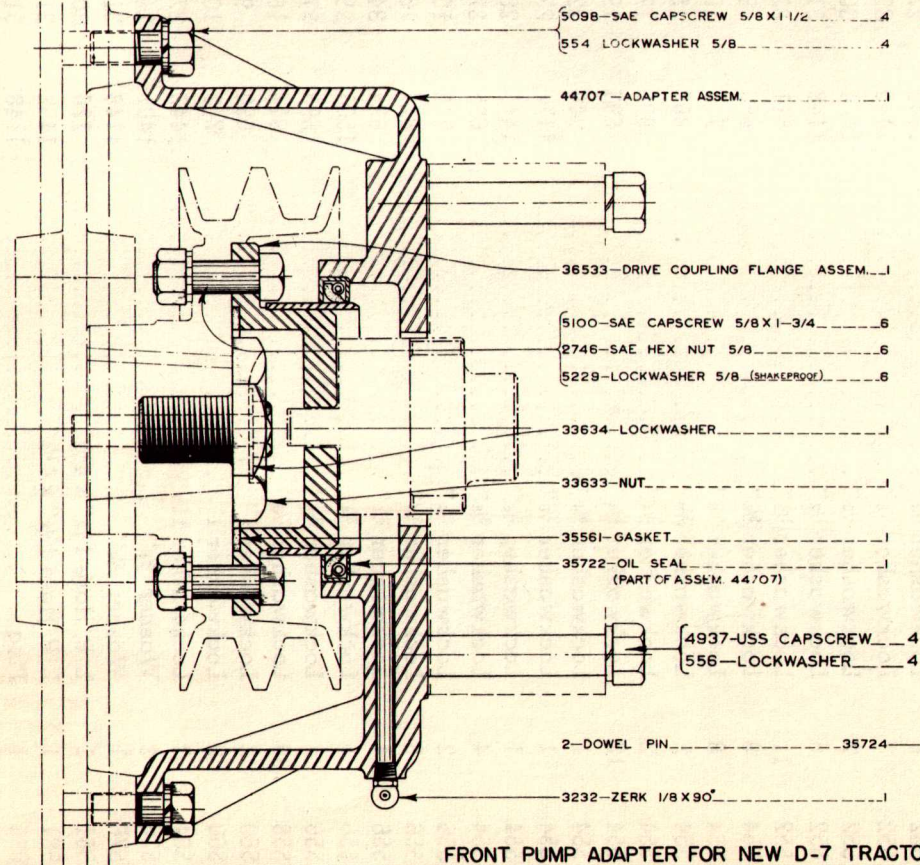 5098-SAE CAPSCREW 5/8 X 1-1/2 4
554 LOCKWASHER 5/8 4
44707-ADAPTER ASSEM. 1
36533-DRIVE COUPLING FLANGE ASSEM. 1
5100-SAE CAPSCREW 5/8 X 1-3/4 6
2746-SAE HEX NUT 5/8 6
5229-LOCKWASHER 5/8 (SHAKEPROOF) 6
33634-LOCKWASHER 1
33633-NUT 1
35561-GASKET 1
35722-OIL SEAL 1
(PART OF ASSEM. 44707)
4937-USS CAPSCREW 4
556-LOCKWASHER 4
2-DOWEL PIN 35724
3232-ZERK 1/8 X 90° 1
FRONT PUMP ADAPTER FOR NEW D-7 TRACTO